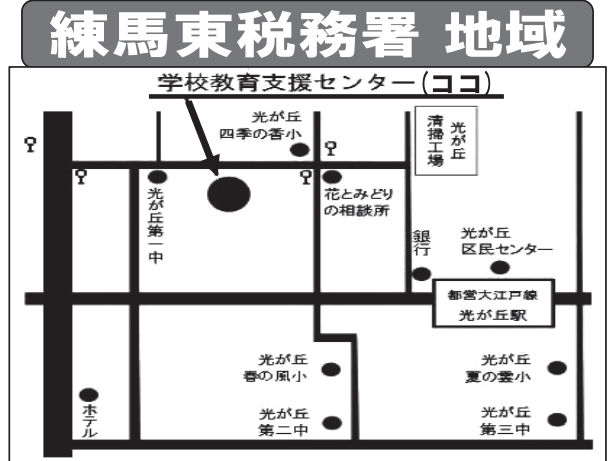 練馬東税務署 地域
学校教育支援センター(ココ)
光が丘
四季の香小
光が丘
清掃工場
光が丘第一中
花とみどり
の相談所
銀行
光が丘
区民センター
都営大江戸線
光が丘駅
光が丘
春の風小
光が丘
夏の雲小
ホテル
光が丘
第二中
光が丘
第三中